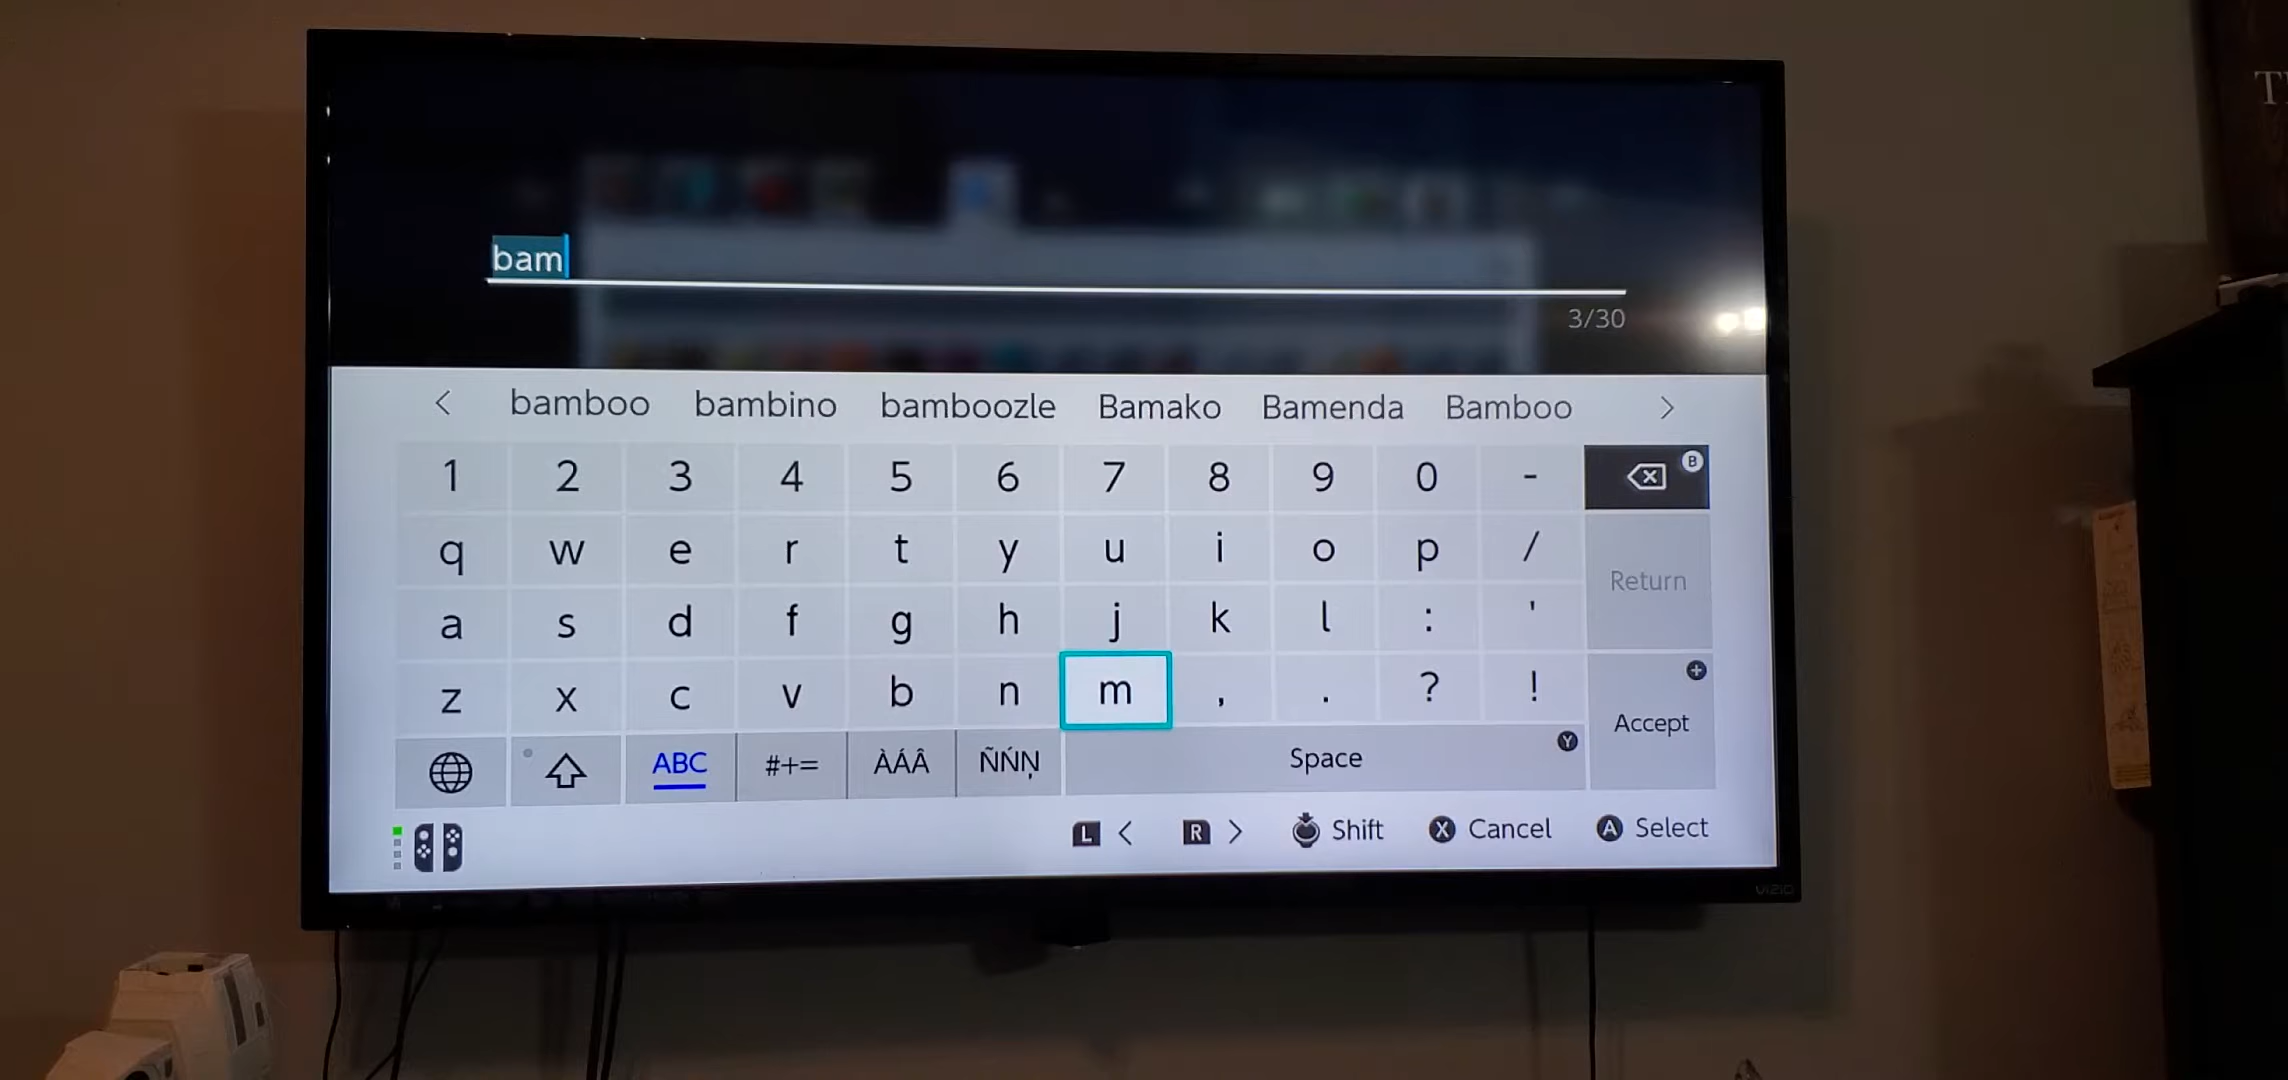 bam
3/30
< bamboo bambino bamboozle Bamako Bamenda Bamboo >
1 2 3 4 5 6 7 8 9 0 - B
q w e r t y u i o p /
Return
a s d f g h j k l : '
z x c v b n m , . ? ! +
Accept
ABC #+= ÀÁÂ ÑŃŅ Space Y
L < R > Shift X Cancel A Select
VIZIO
T